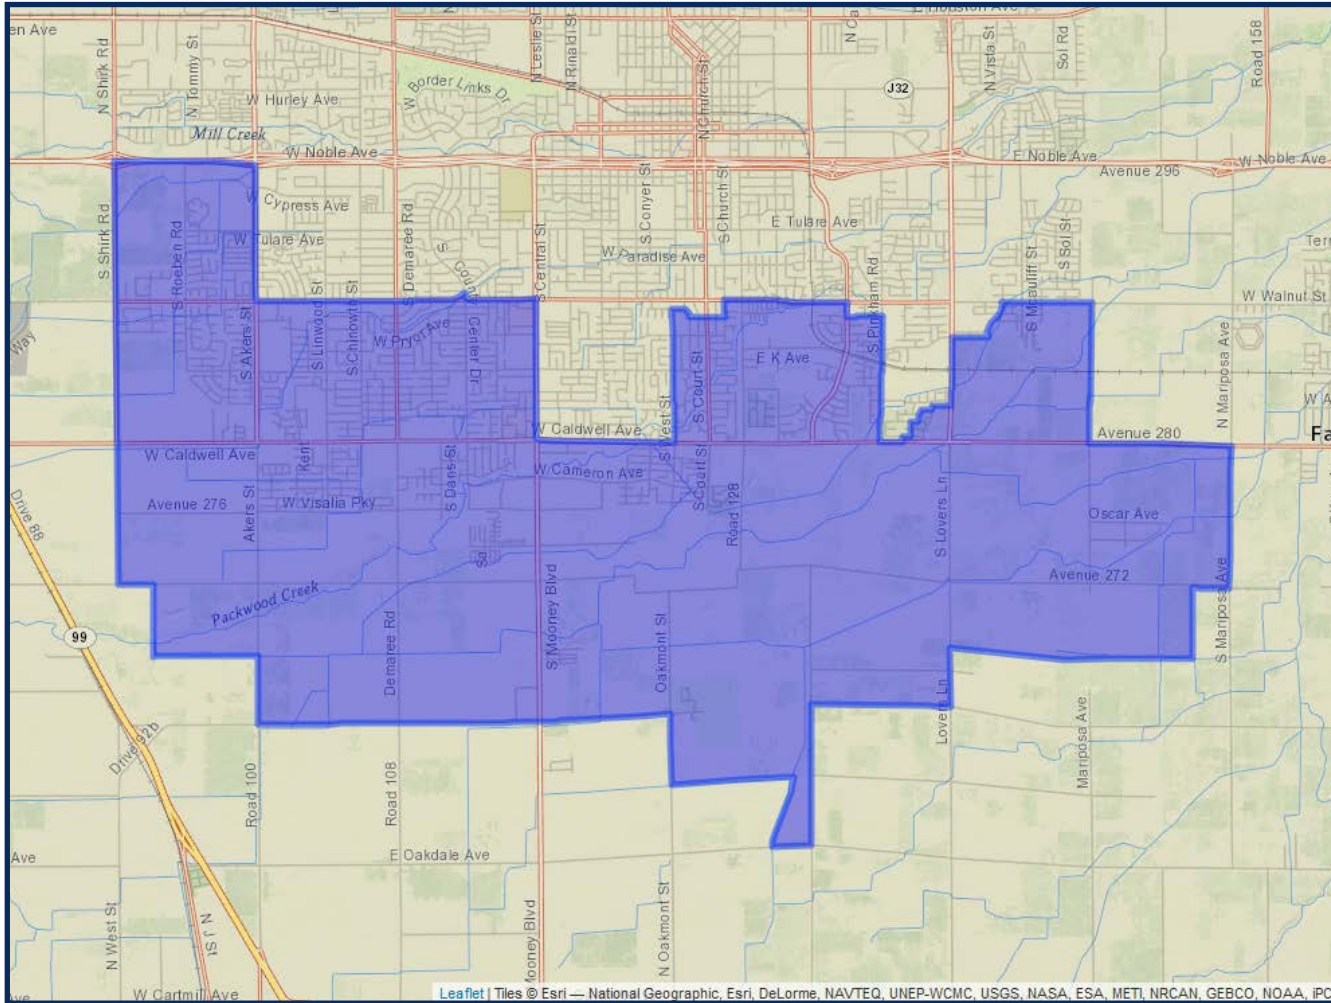 E Houston Ave
en Ave
N Shirk Rd
N Tommy St
N Leslie St
N Rinaldi St
N Church St
N Ca
J32
N Vista St
Sol Rd
Road 158
W Hurley Ave
W Border Links Dr
Mill Creek
W Noble Ave
E Noble Ave
W Noble Ave
Avenue 296
S Shirk Rd
S Roeben Rd
W Cypress Ave
W Tulare Ave
S Demaree Rd
S County
Center Dr
S Central St
S Conyer St
S Church St
E Tulare Ave
W Paradise Ave
S Pinkham Rd
S Mcauliff St
S Sol St
Terr
W Walnut St
Way
S Akers St
S Linwood St
S Chinowth St
W Pryor Ave
S Court St
E K Ave
N Mariposa Ave
W A
W Caldwell Ave
W Caldwell Ave
S West St
Avenue 280
Fa
Kent
S Dans St
W Cameron Ave
S Court St
Drive 88
Avenue 276
Akers St
W Visalia Pky
Road 128
S Lovers Ln
Oscar Ave
Sa
Avenue 272
Packwood Creek
99
Demaree Rd
S Mooney Blvd
Oakmont St
S Mariposa Ave
Lovers Ln
Mariposa Ave
Drive 92b
Road 100
Road 108
Ave
E Oakdale Ave
N West St
N J St
Mooney Blvd
N Oakmont St
Ave
W Cartmill Ave
Leaflet | Tiles © Esri — National Geographic, Esri, DeLorme, NAVTEQ, UNEP-WCMC, USGS, NASA, ESA, METI, NRCAN, GEBCO, NOAA, iPC